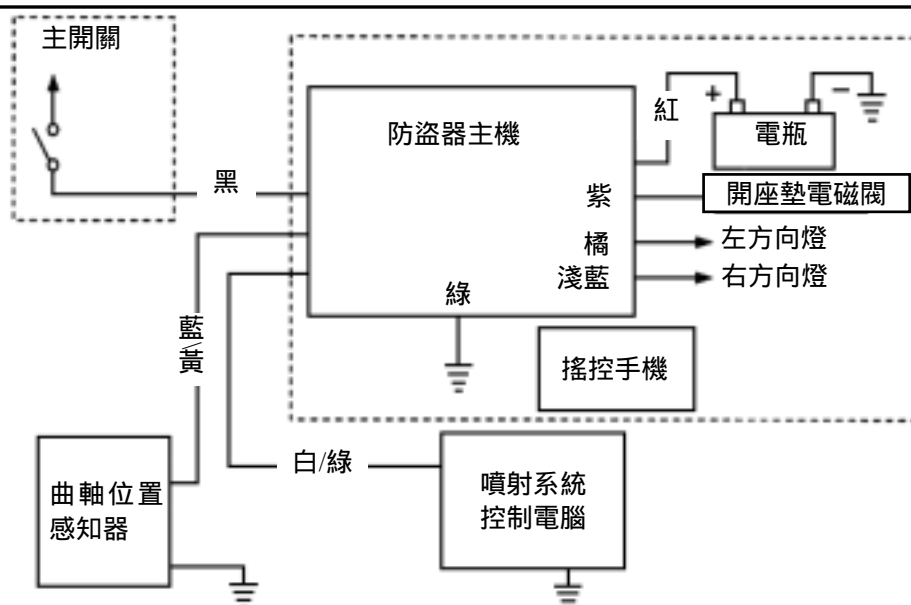 主開關
黑
防盜器主機
紅
+
−
電瓶
紫
開座墊電磁閥
橘
左方向燈
淺藍
右方向燈
綠
藍/黃
搖控手機
白/綠
曲軸位置
感知器
噴射系統
控制電腦